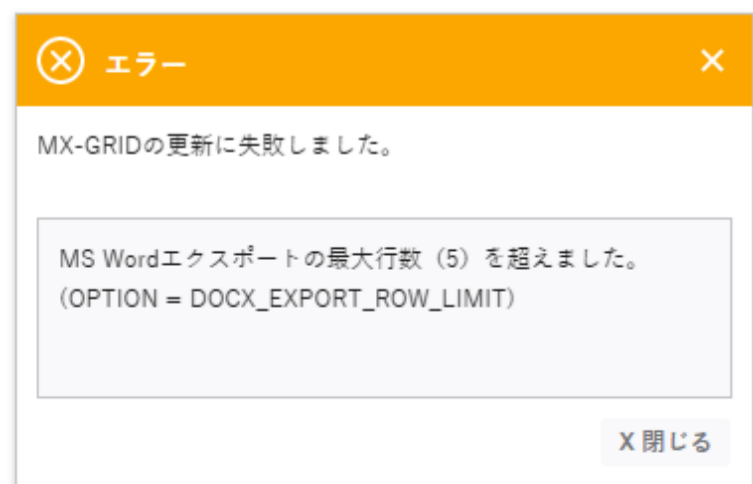 エラー
MX-GRIDの更新に失敗しました。
MS Wordエクスポートの最大行数（5）を超えました。
(OPTION = DOCX_EXPORT_ROW_LIMIT)
X 閉じる